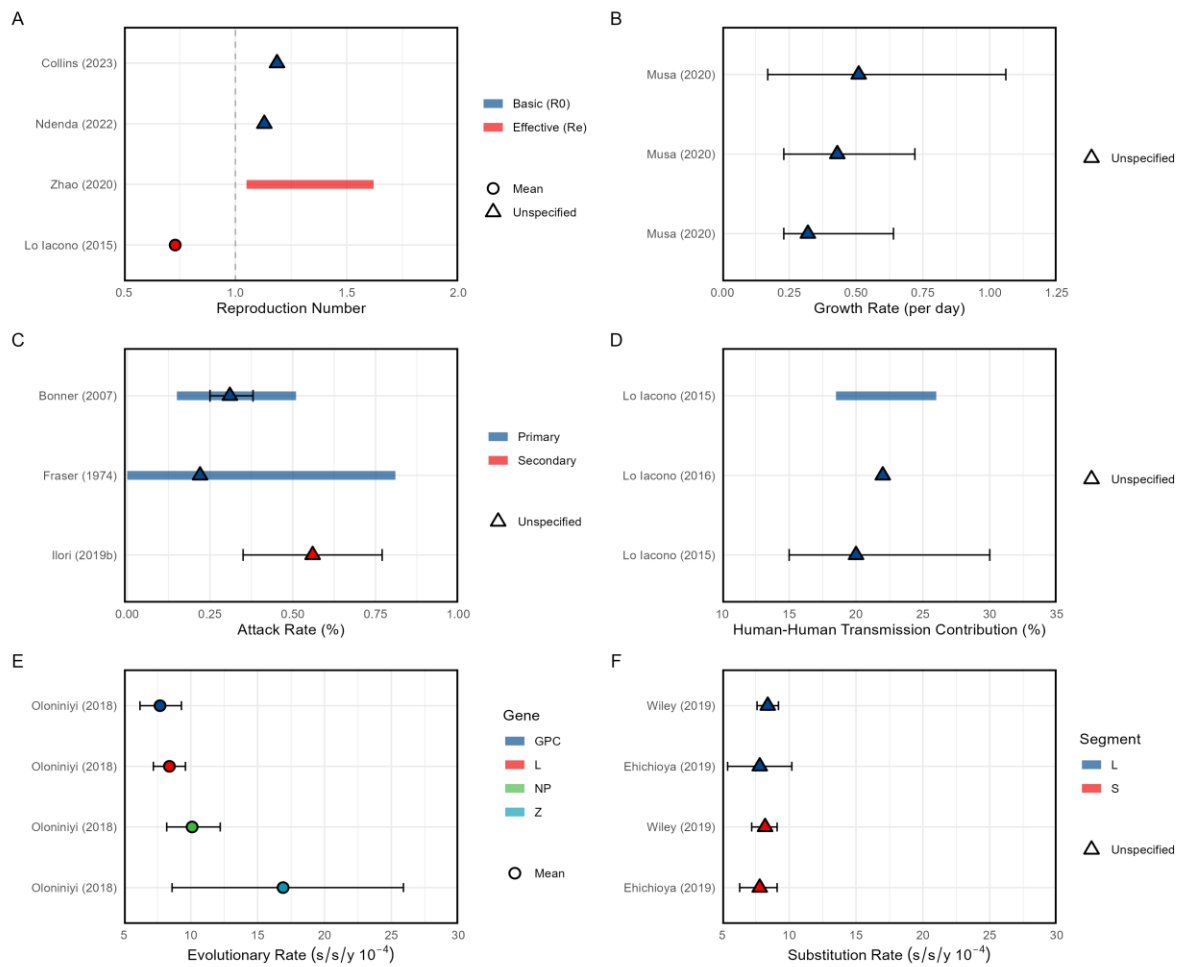 A
Collins (2023)
Ndenda (2022)
Zhao (2020)
Lo Iacono (2015)
0.5
1.0
1.5
2.0
Reproduction Number
Basic (R0)
Effective (Re)
Mean
Unspecified
B
Musa (2020)
Musa (2020)
Musa (2020)
0.00
0.25
0.50
0.75
1.00
1.25
Growth Rate (per day)
Unspecified
C
Bonner (2007)
Fraser (1974)
Ilori (2019b)
0.00
0.25
0.50
0.75
1.00
Attack Rate (%)
Primary
Secondary
Unspecified
D
Lo Iacono (2015)
Lo Iacono (2016)
Lo Iacono (2015)
10
15
20
25
30
35
Human-Human Transmission Contribution (%)
Unspecified
E
Oloniniyi (2018)
Oloniniyi (2018)
Oloniniyi (2018)
Oloniniyi (2018)
5
10
15
20
25
30
Evolutionary Rate (s/s/y 10⁻⁴)
Gene
GPC
L
NP
Z
Mean
F
Wiley (2019)
Ehichioya (2019)
Wiley (2019)
Ehichioya (2019)
5
10
15
20
25
30
Substitution Rate (s/s/y 10⁻⁴)
Segment
L
S
Unspecified